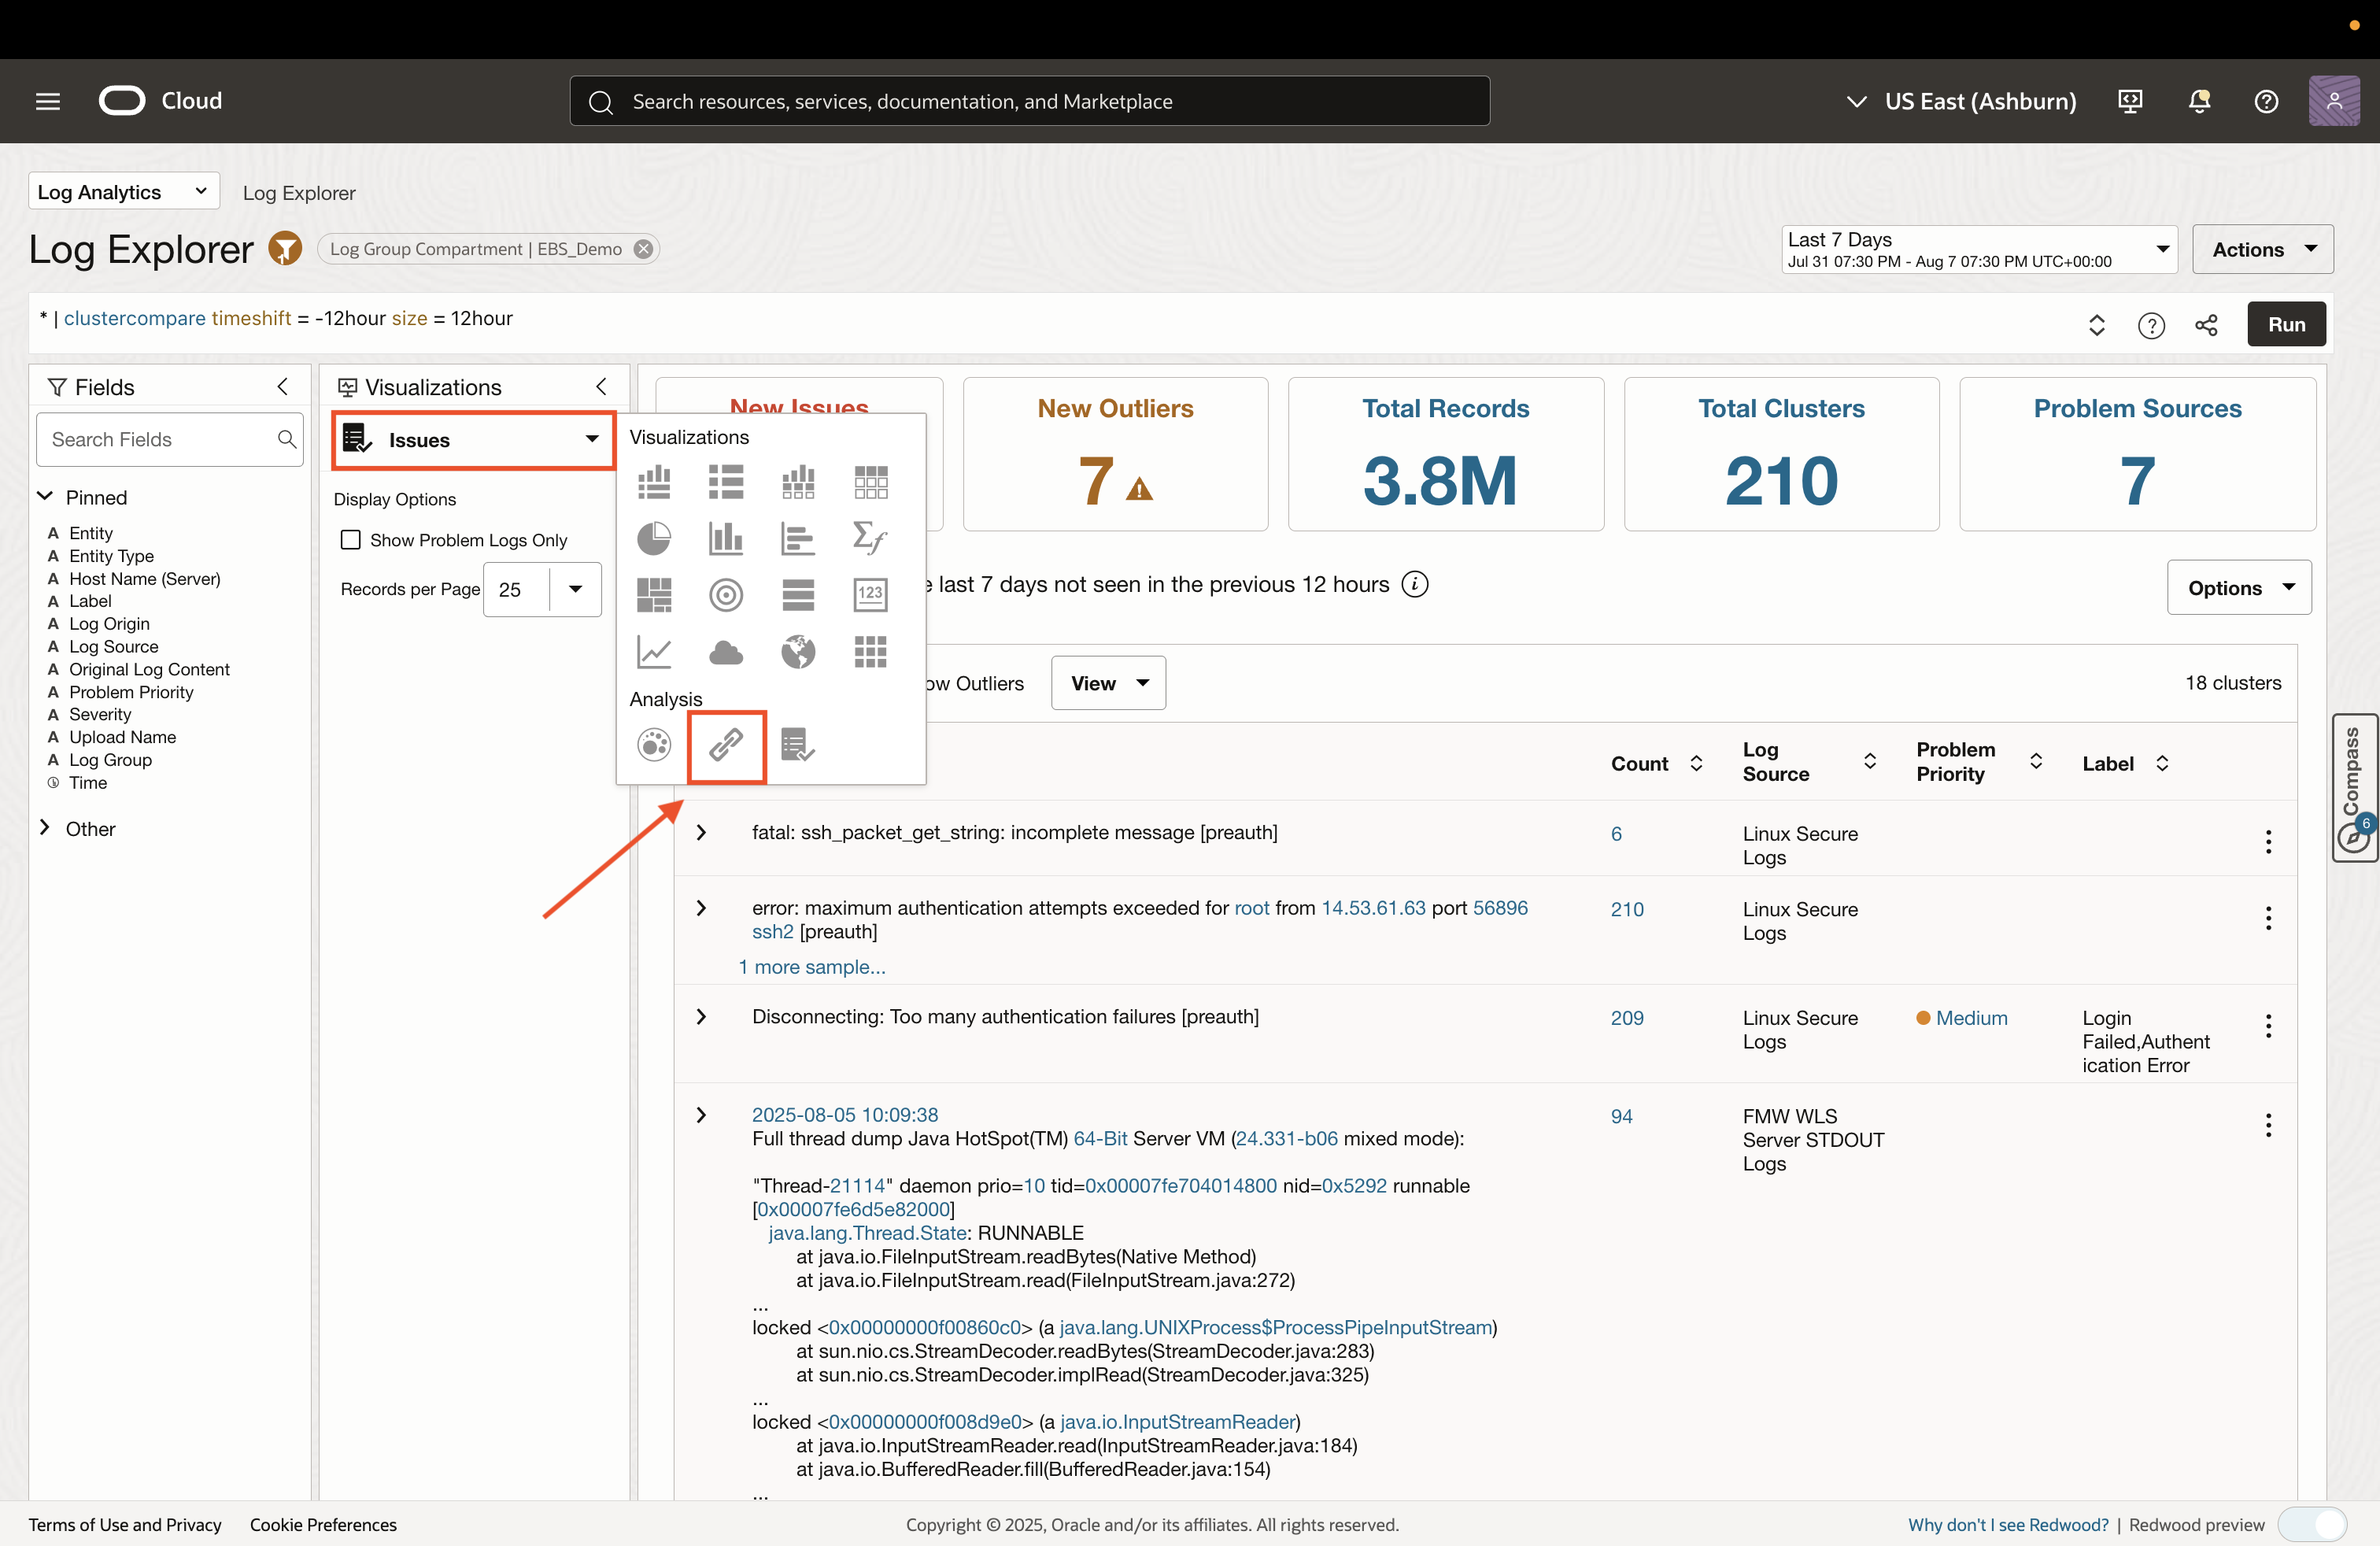 Cloud
Search resources, services, documentation, and Marketplace
US East (Ashburn)
Log Analytics
Log Explorer
Log Explorer
Log Group Compartment | EBS_Demo
Last 7 Days
Jul 31 07:30 PM - Aug 7 07:30 PM UTC+00:00
Actions
* | clustercompare timeshift = -12hour size = 12hour
Run
Fields
Search Fields
Pinned
A Entity
A Entity Type
A Host Name (Server)
A Label
A Log Origin
A Log Source
A Original Log Content
A Problem Priority
A Severity
A Upload Name
A Log Group
Time
Other
Visualizations
Issues
Display Options
Show Problem Logs Only
Records per Page 25
Visualizations
123
Analysis
New Issues
New Outliers
7
Total Records
3.8M
Total Clusters
210
Problem Sources
7
last 7 days not seen in the previous 12 hours
Options
Outliers
View
18 clusters
Count
Log
Source
Problem
Priority
Label
fatal: ssh_packet_get_string: incomplete message [preauth]
6
Linux Secure
Logs
error: maximum authentication attempts exceeded for root from 14.53.61.63 port 56896
ssh2 [preauth]
1 more sample...
210
Linux Secure
Logs
Disconnecting: Too many authentication failures [preauth]
209
Linux Secure
Logs
Medium
Login
Failed,Authent
ication Error
2025-08-05 10:09:38
Full thread dump Java HotSpot(TM) 64-Bit Server VM (24.331-b06 mixed mode):
"Thread-21114" daemon prio=10 tid=0x00007fe704014800 nid=0x5292 runnable
[0x00007fe6d5e82000]
java.lang.Thread.State: RUNNABLE
at java.io.FileInputStream.readBytes(Native Method)
at java.io.FileInputStream.read(FileInputStream.java:272)
...
locked <0x00000000f00860c0> (a java.lang.UNIXProcess$ProcessPipeInputStream)
at sun.nio.cs.StreamDecoder.readBytes(StreamDecoder.java:283)
at sun.nio.cs.StreamDecoder.implRead(StreamDecoder.java:325)
...
locked <0x00000000f008d9e0> (a java.io.InputStreamReader)
at java.io.InputStreamReader.read(InputStreamReader.java:184)
at java.io.BufferedReader.fill(BufferedReader.java:154)
...
94
FMW WLS
Server STDOUT
Logs
Compass
6
Terms of Use and Privacy
Cookie Preferences
Copyright © 2025, Oracle and/or its affiliates. All rights reserved.
Why don't I see Redwood? | Redwood preview